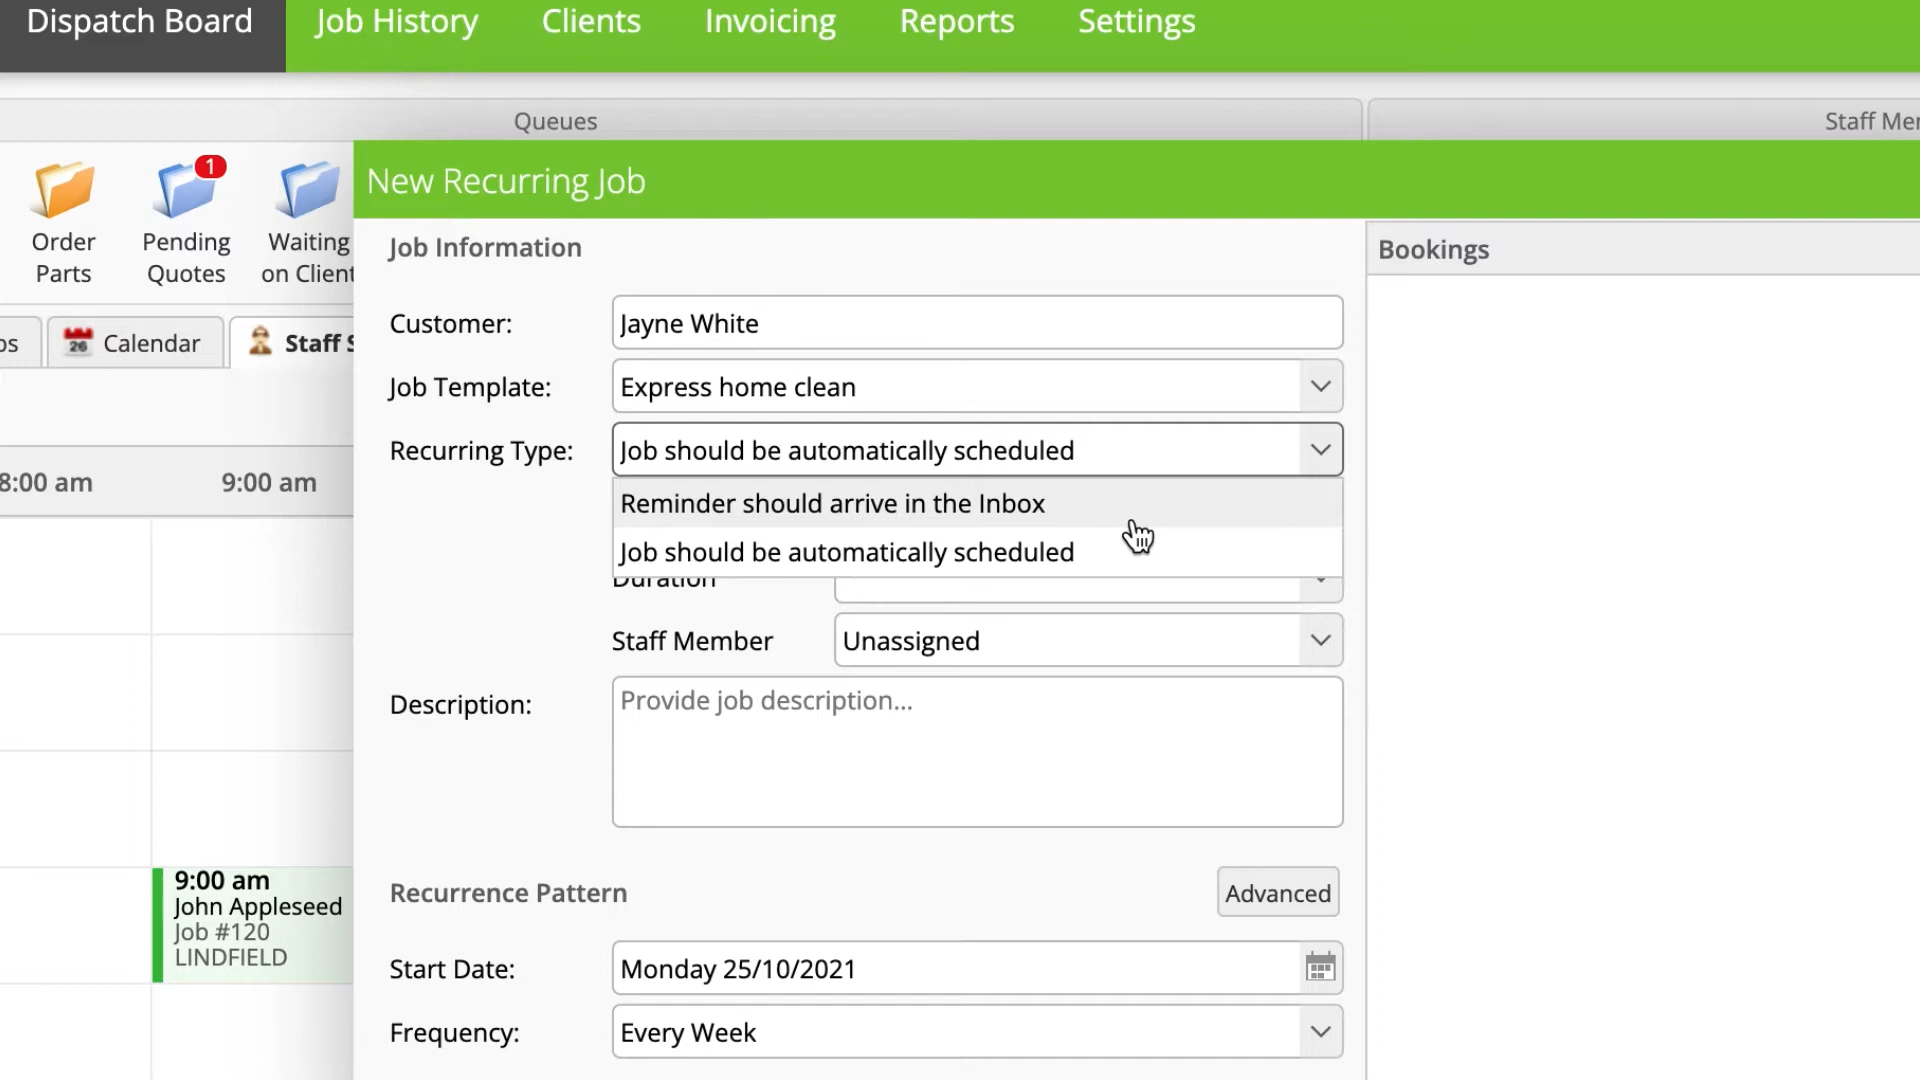 Dispatch Board
Job History
Clients
Invoicing
Reports
Settings
Queues
Order
Parts
1
Pending
Quotes
Waiting
on Client
26
Calendar
Staff S
8:00 am
9:00 am
9:00 am
John Appleseed
Job #120
LINDFIELD
New Recurring Job
Job Information
Customer:
Jayne White
Job Template:
Express home clean
Recurring Type:
Job should be automatically scheduled
Reminder should arrive in the Inbox
Job should be automatically scheduled
Duration
Staff Member
Unassigned
Description:
Provide job description...
Recurrence Pattern
Advanced
Start Date:
Monday 25/10/2021
Frequency:
Every Week
Bookings